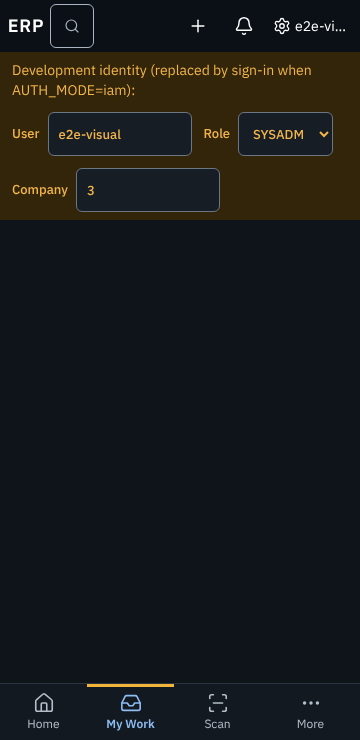 ERP
e2e-vi...
Development identity (replaced by sign-in when
AUTH_MODE=iam):
User
e2e-visual
Role
SYSADM
Company
3
Home
My Work
Scan
More